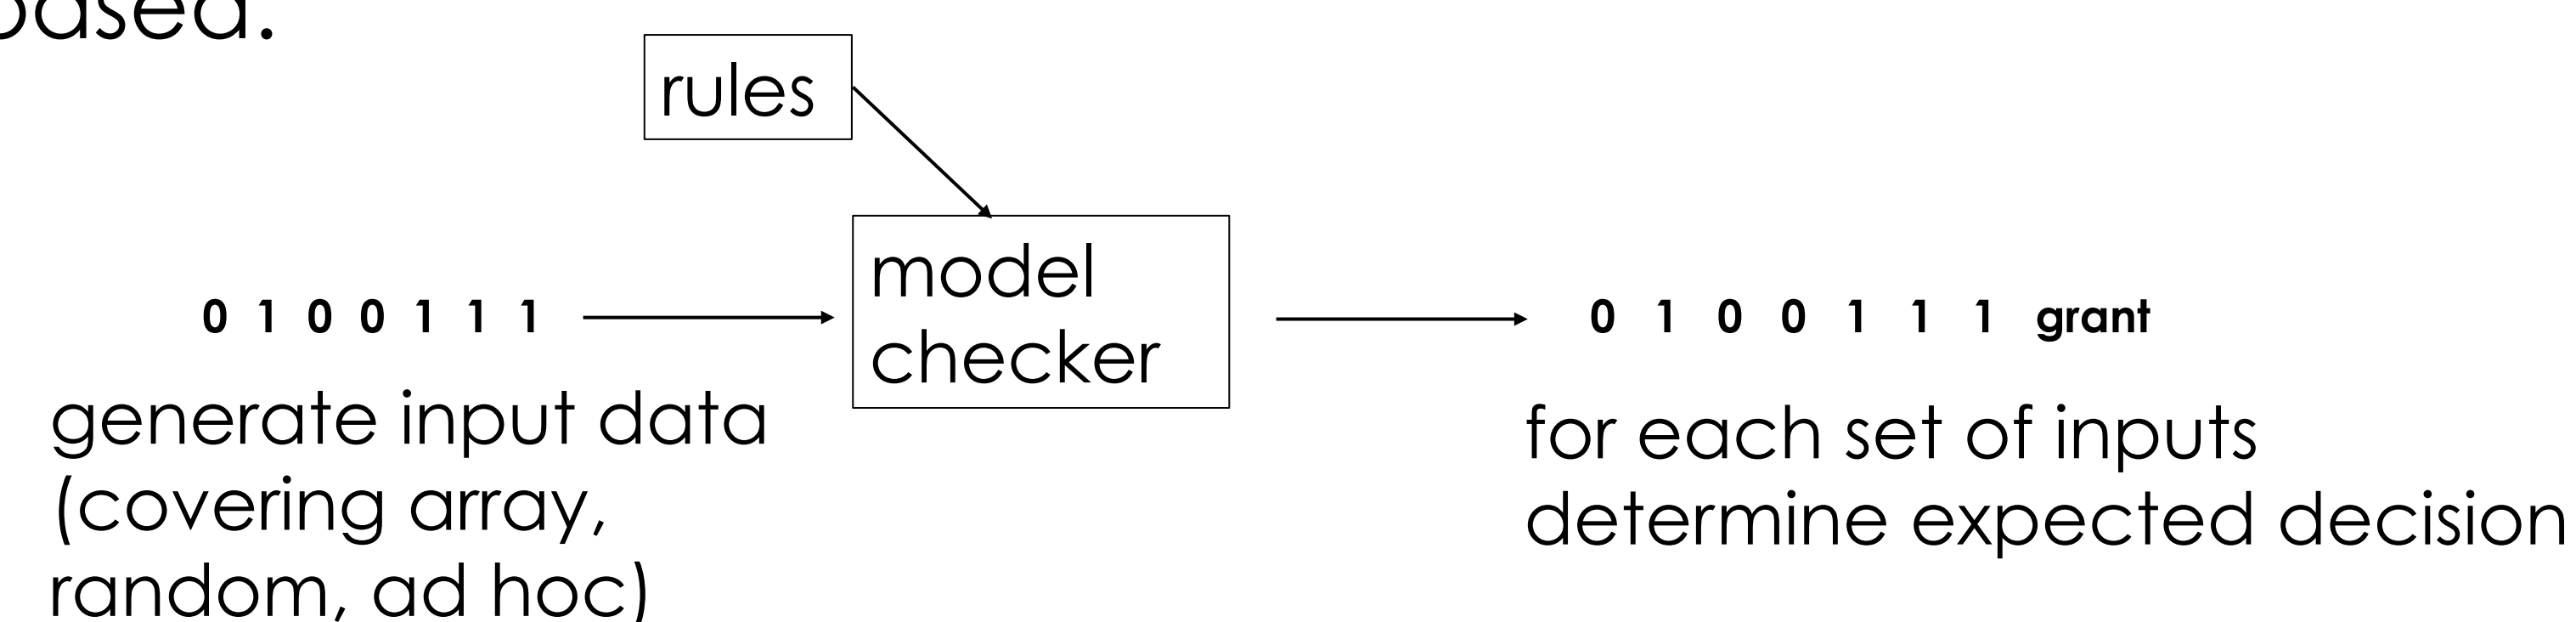 based.
rules
model
checker
0 1 0 0 1 1 1
0 1 0 0 1 1 1 grant
generate input data
(covering array,
random, ad hoc)
for each set of inputs
determine expected decision